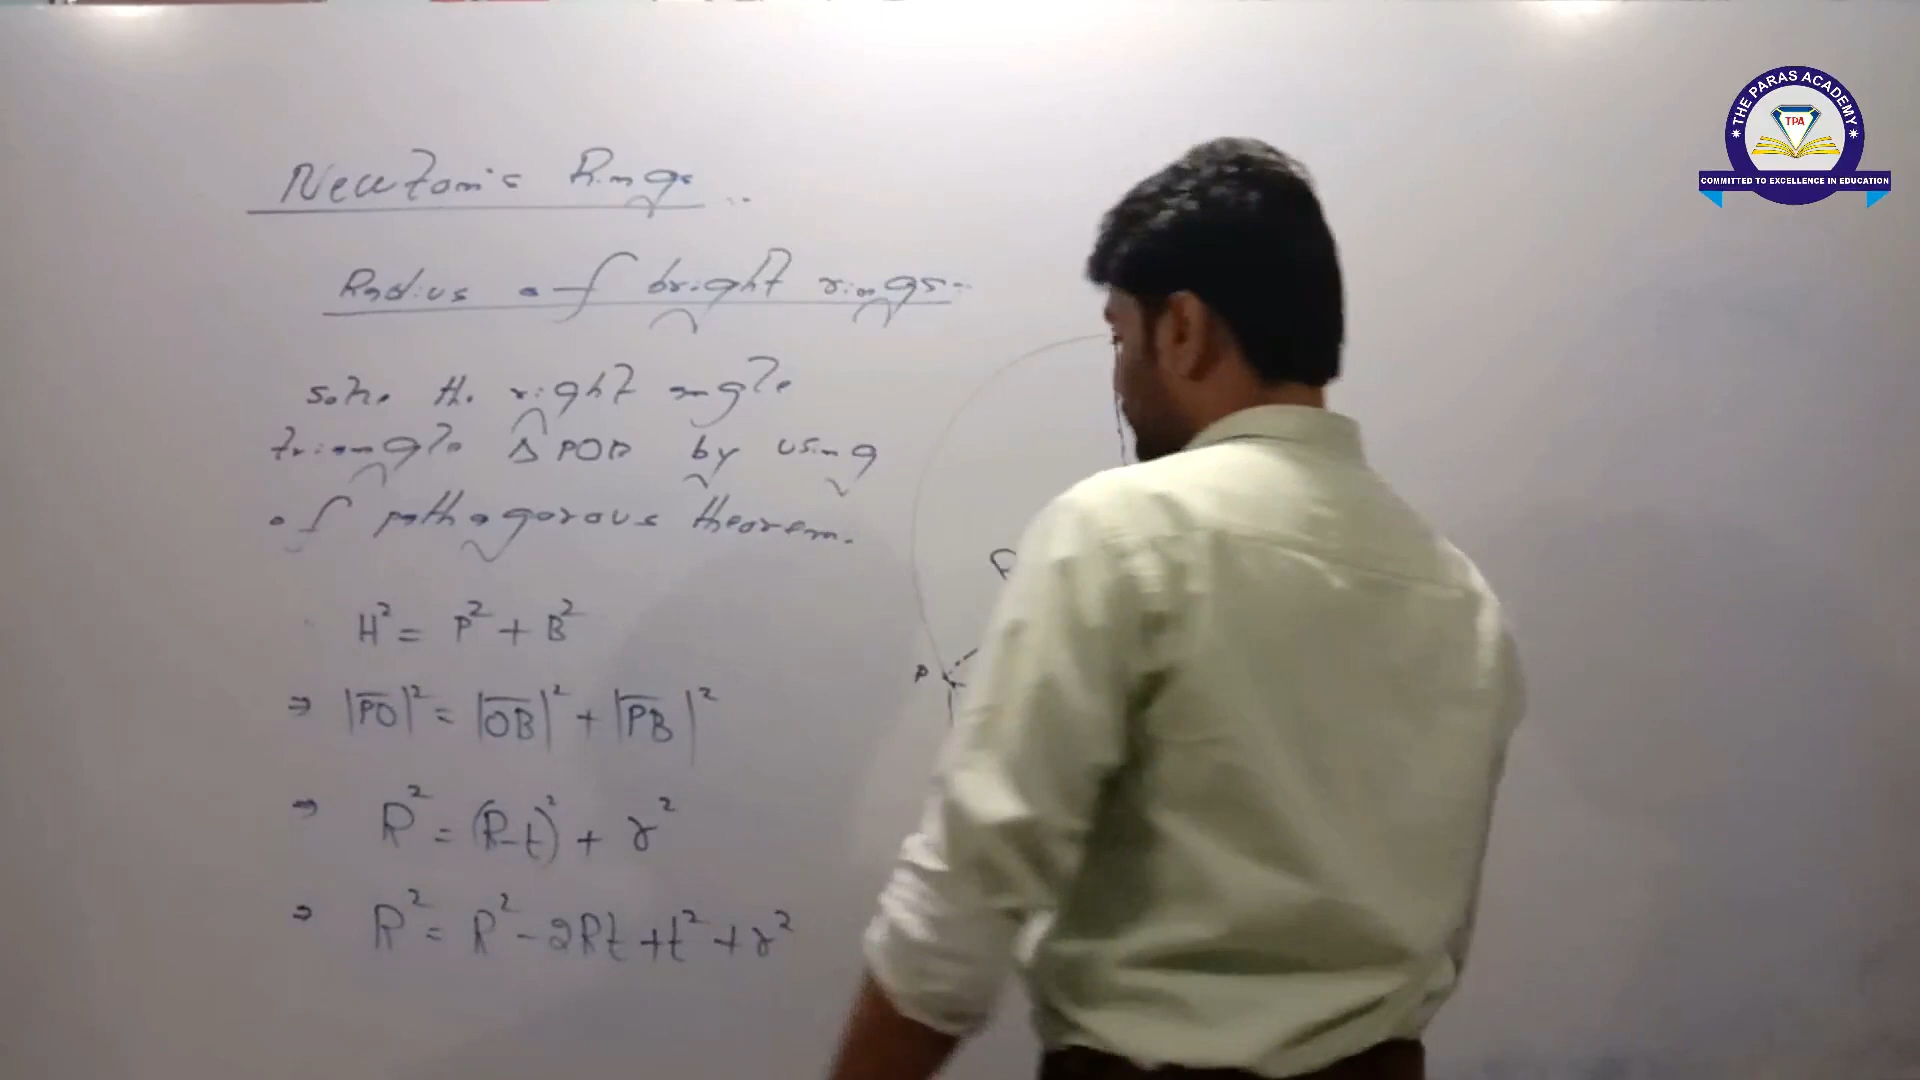 Newton's Rings
Radius of bright rings
solve the right angle
triangle Δ POB by using
of pathagorous theorem.
H² = P² + B²
⇒ |PO|² = |OB|² + |PB|²
⇒ R² = (R-t)² + r²
⇒ R² = R² - 2Rt + t² + r²
R
P
THE PARAS ACADEMY
TPA
COMMITTED TO EXCELLENCE IN EDUCATION